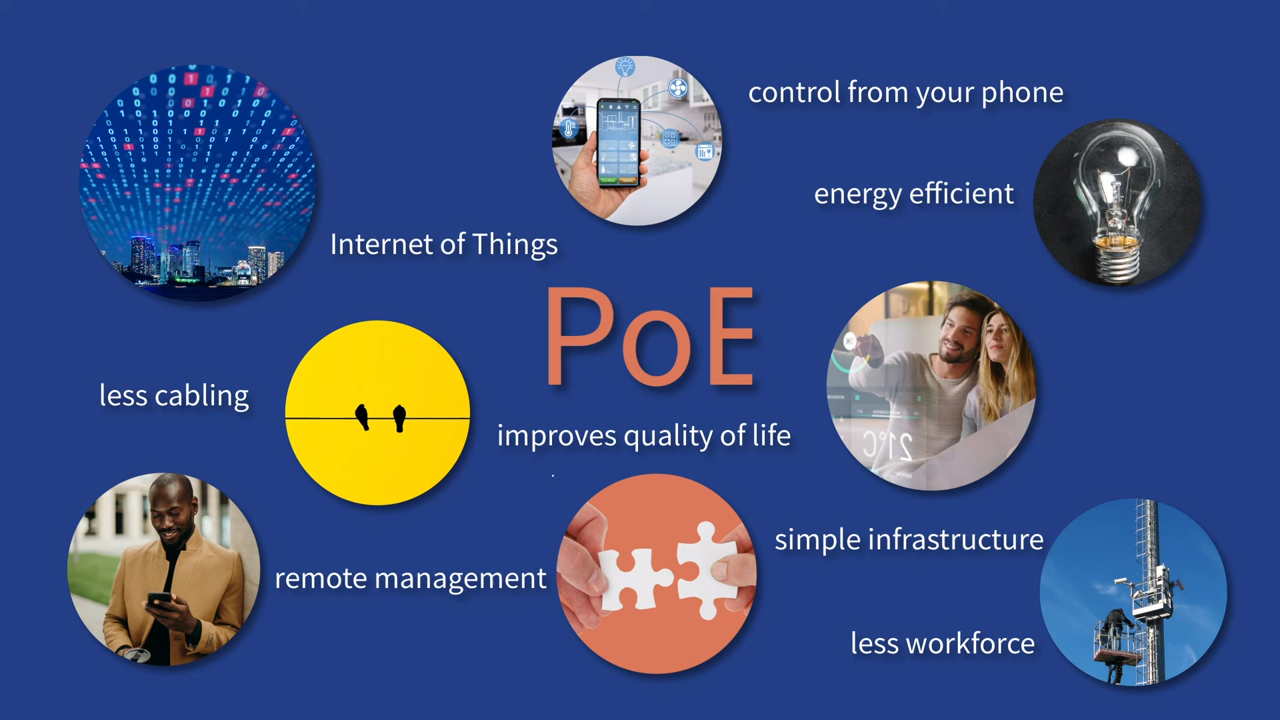 control from your phone
energy efficient
Internet of Things
PoE
less cabling
improves quality of life
21°C
simple infrastructure
remote management
less workforce